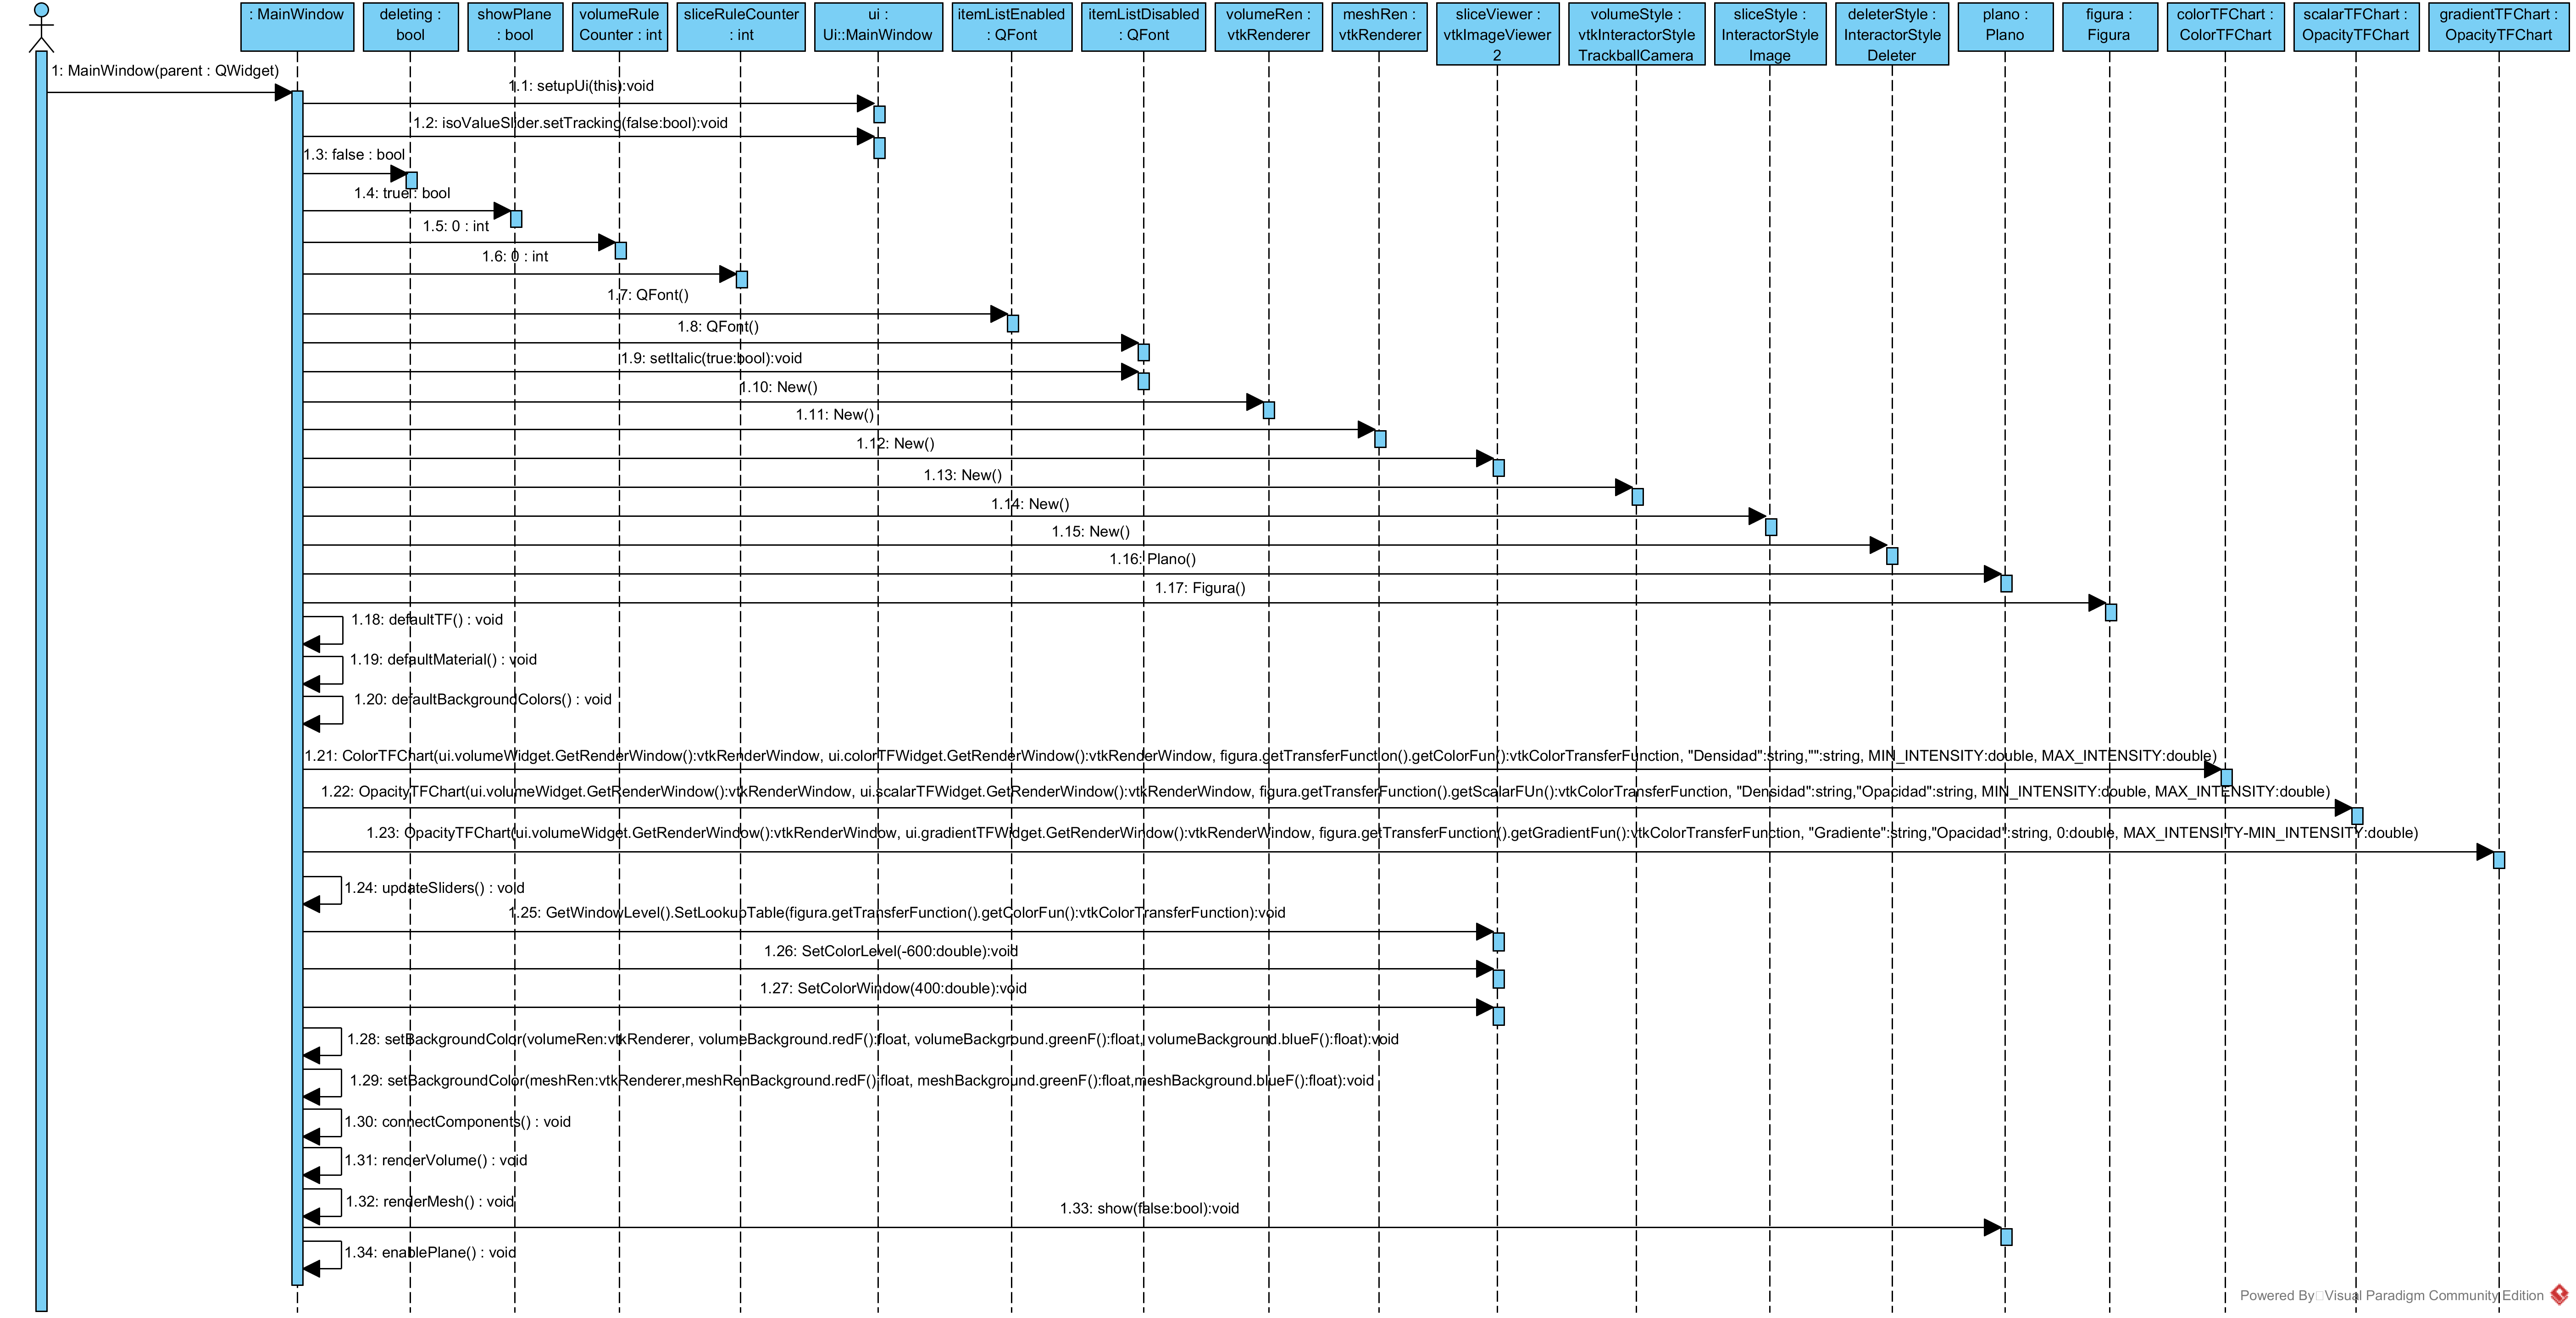 : MainWindow
deleting :
bool
showPlane
: bool
volumeRule
Counter : int
sliceRuleCounter
: int
ui :
Ui::MainWindow
itemListEnabled
: QFont
itemListDisabled
: QFont
volumeRen :
vtkRenderer
meshRen :
vtkRenderer
sliceViewer :
vtkImageViewer
2
volumeStyle :
vtkInteractorStyle
TrackballCamera
sliceStyle :
InteractorStyle
Image
deleterStyle :
InteractorStyle
Deleter
plano :
Plano
figura :
Figura
colorTFChart :
ColorTFChart
scalarTFChart :
OpacityTFChart
gradientTFChart :
OpacityTFChart
1: MainWindow(parent : QWidget)
1.1: setupUi(this):void
1.2: isoValueSlider.setTracking(false:bool):void
1.3: false : bool
1.4: true : bool
1.5: 0 : int
1.6: 0 : int
1.7: QFont()
1.8: QFont()
1.9: setItalic(true:bool):void
1.10: New()
1.11: New()
1.12: New()
1.13: New()
1.14: New()
1.15: New()
1.16: Plano()
1.17: Figura()
1.18: defaultTF() : void
1.19: defaultMaterial() : void
1.20: defaultBackgroundColors() : void
1.21: ColorTFChart(ui.volumeWidget.GetRenderWindow():vtkRenderWindow, ui.colorTFWidget.GetRenderWindow():vtkRenderWindow, figura.getTransferFunction().getColorFun():vtkColorTransferFunction, "Densidad":string,"":string, MIN_INTENSITY:double, MAX_INTENSITY:double)
1.22: OpacityTFChart(ui.volumeWidget.GetRenderWindow():vtkRenderWindow, ui.scalarTFWidget.GetRenderWindow():vtkRenderWindow, figura.getTransferFunction().getScalarFUn():vtkColorTransferFunction, "Densidad":string,"Opacidad":string, MIN_INTENSITY:double, MAX_INTENSITY:double)
1.23: OpacityTFChart(ui.volumeWidget.GetRenderWindow():vtkRenderWindow, ui.gradientTFWidget.GetRenderWindow():vtkRenderWindow, figura.getTransferFunction().getGradientFun():vtkColorTransferFunction, "Gradiente":string,"Opacidad":string, 0:double, MAX_INTENSITY-MIN_INTENSITY:double)
1.24: updateSliders() : void
1.25: GetWindowLevel().SetLookupTable(figura.getTransferFunction().getColorFun():vtkColorTransferFunction):void
1.26: SetColorLevel(-600:double):void
1.27: SetColorWindow(400:double):void
1.28: setBackgroundColor(volumeRen:vtkRenderer, volumeBackground.redF():float, volumeBackground.greenF():float, volumeBackground.blueF():float):void
1.29: setBackgroundColor(meshRen:vtkRenderer,meshRenBackground.redF():float, meshBackground.greenF():float,meshBackground.blueF():float):void
1.30: connectComponents() : void
1.31: renderVolume() : void
1.32: renderMesh() : void
1.33: show(false:bool):void
1.34: enablePlane() : void
Powered By Visual Paradigm Community Edition